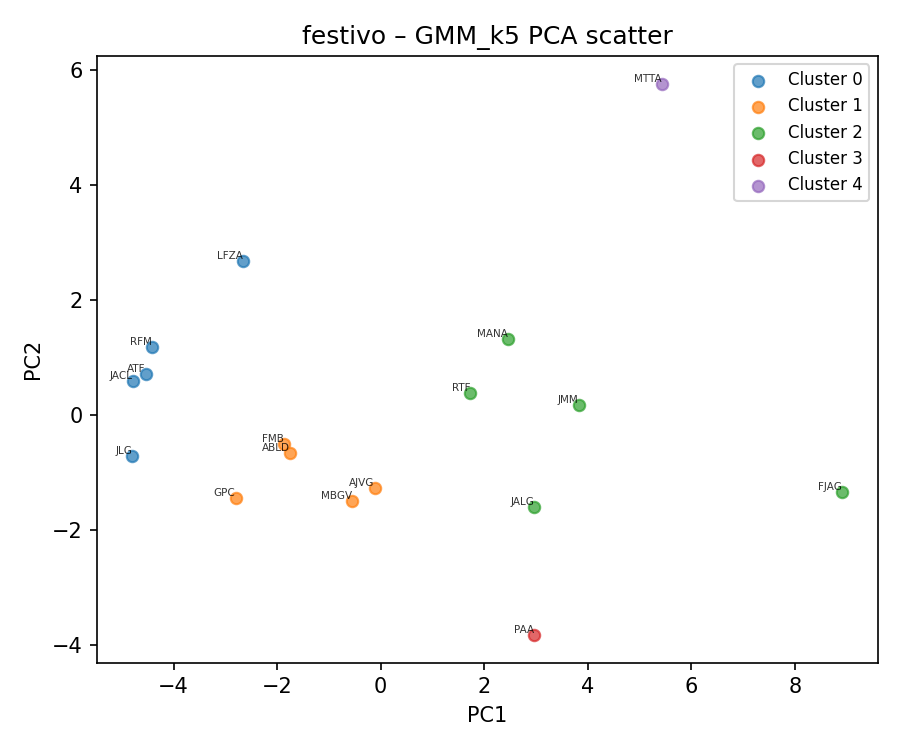 festivo – GMM_k5 PCA scatter
6
4
2
0
−2
−4
PC2
MTTA
Cluster 0
Cluster 1
Cluster 2
Cluster 3
Cluster 4
LFZA
RFM
ATF
JACL
JLG
MANA
RTF
JMM
FMB
ABLD
GPC
AJVG
MBGV
JALG
FJAG
PAA
−4
−2
0
2
4
6
8
PC1